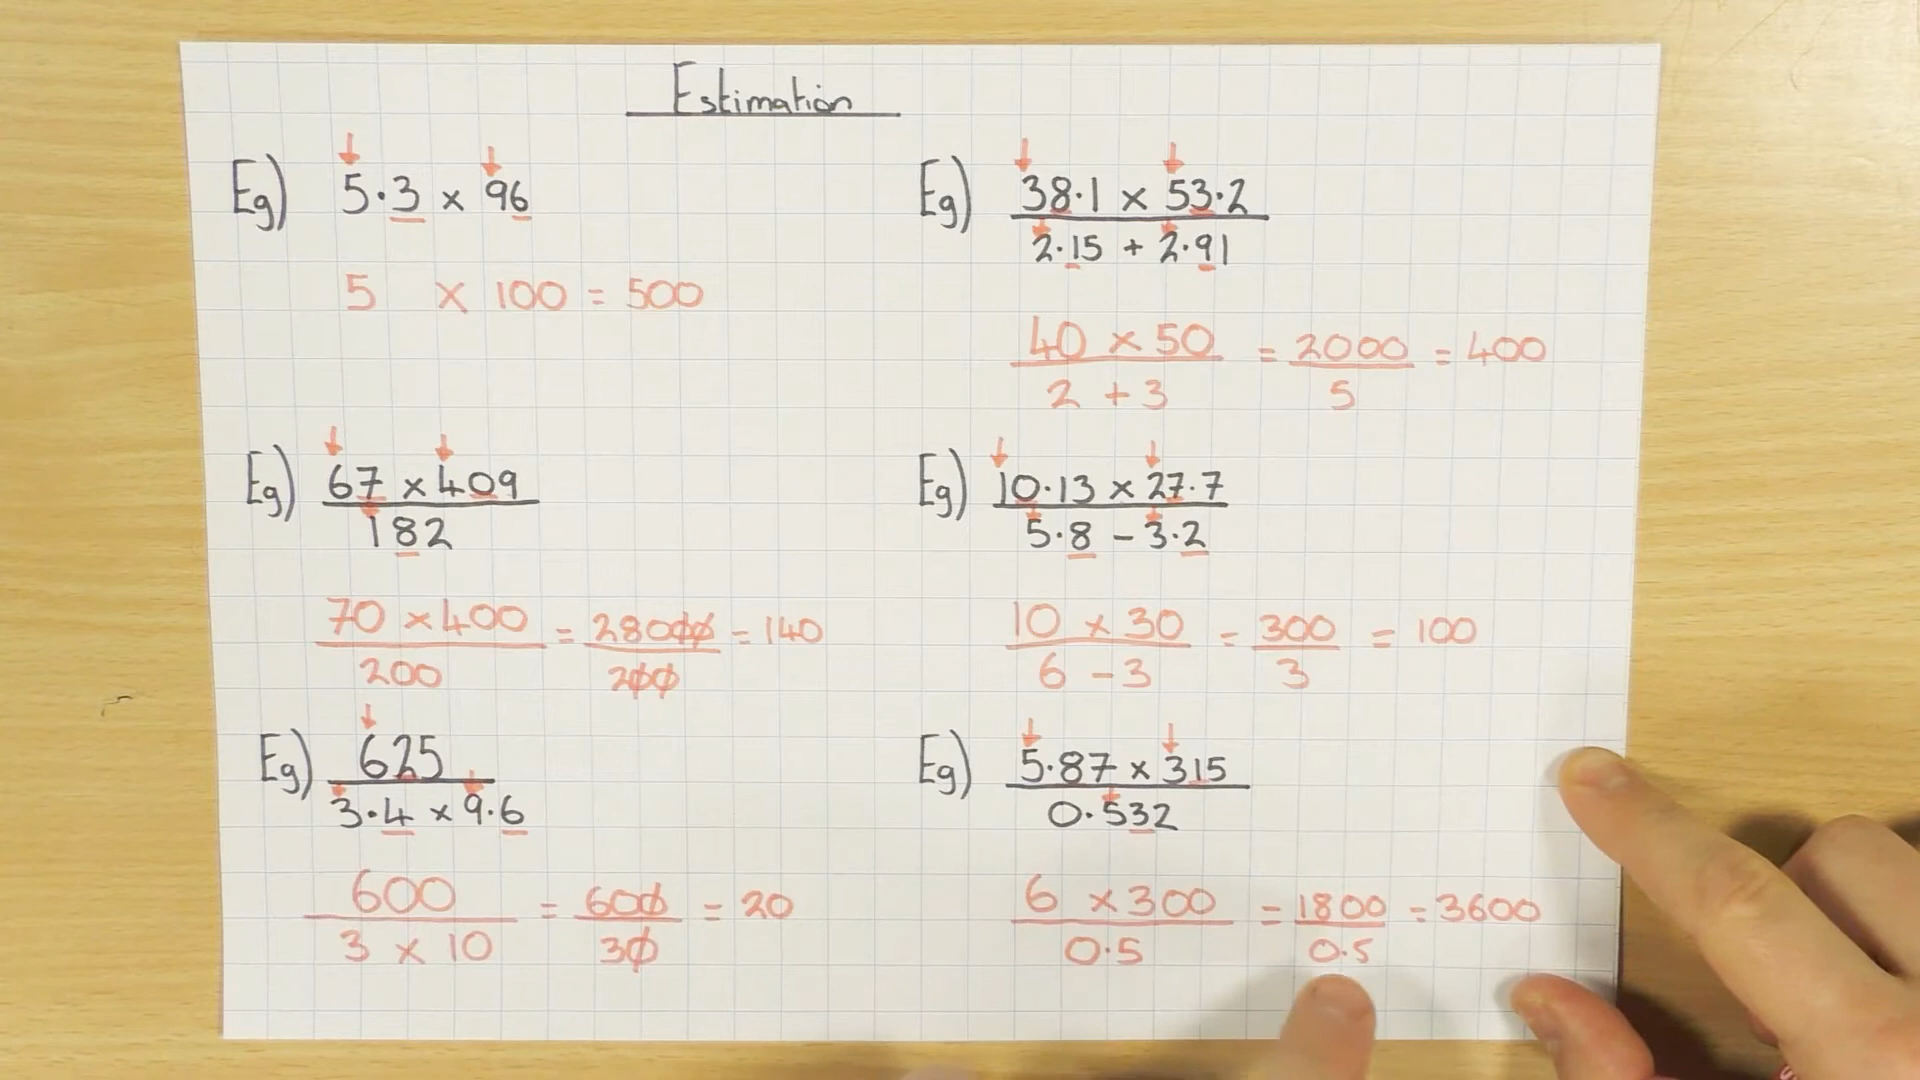 Estimation
Eg) 5·3 × 96
5 × 100 = 500
Eg) 38·1 × 53·2
2·15 + 2·91
40 × 50 = 2000 = 400
2 + 3 5
Eg) 67 × 409
182
70 × 400 = 28000 = 140
200 200
Eg) 10·13 × 27·7
5·8 − 3·2
10 × 30 = 300 = 100
6 − 3 3
Eg) 625
3·4 × 9·6
600 = 600 = 20
3 × 10 30
Eg) 5·87 × 315
0·532
6 × 300 = 1800 = 3600
0·5 0·5